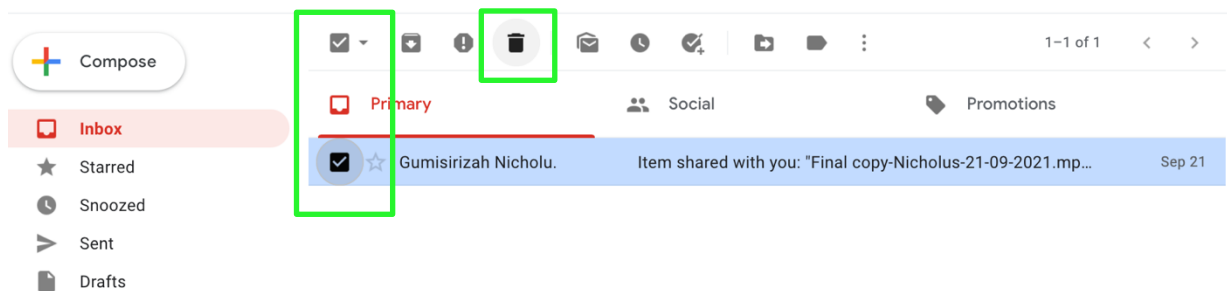 Compose
1–1 of 1
Primary
Social
Promotions
Inbox
Gumisirizah Nicholu.
Item shared with you: "Final copy-Nicholus-21-09-2021.mp...
Sep 21
Starred
Snoozed
Sent
Drafts